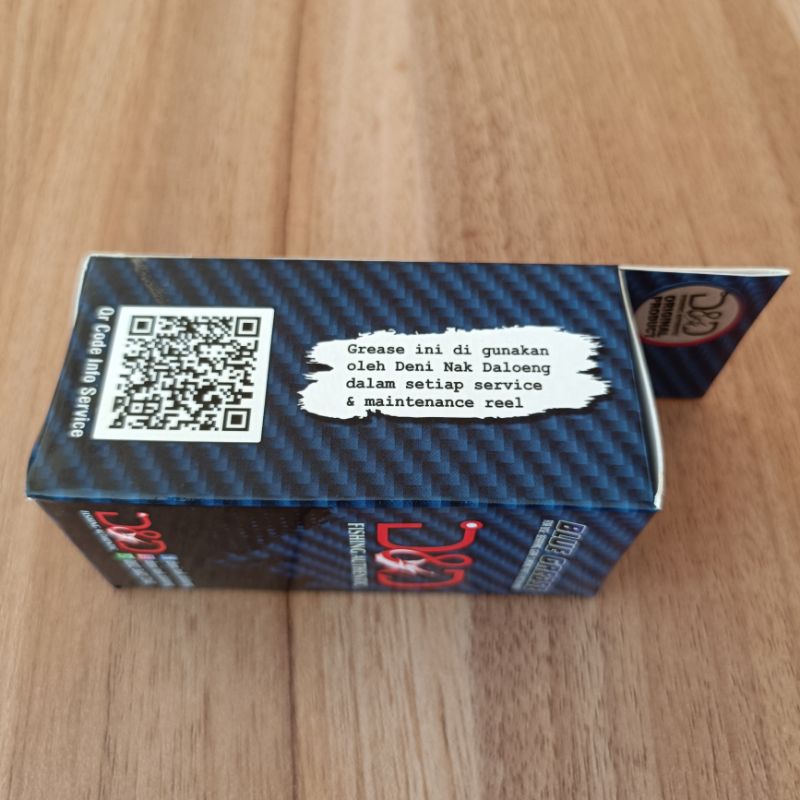 Qr Code Info Service
Grease ini di gunakan
oleh Deni Nak Daloeng
dalam setiap service
& maintenance reel
D&D
ORIGINAL
PRODUCT
D&D
FISHING AUTHENTIC
BLUE GREASE
D&D